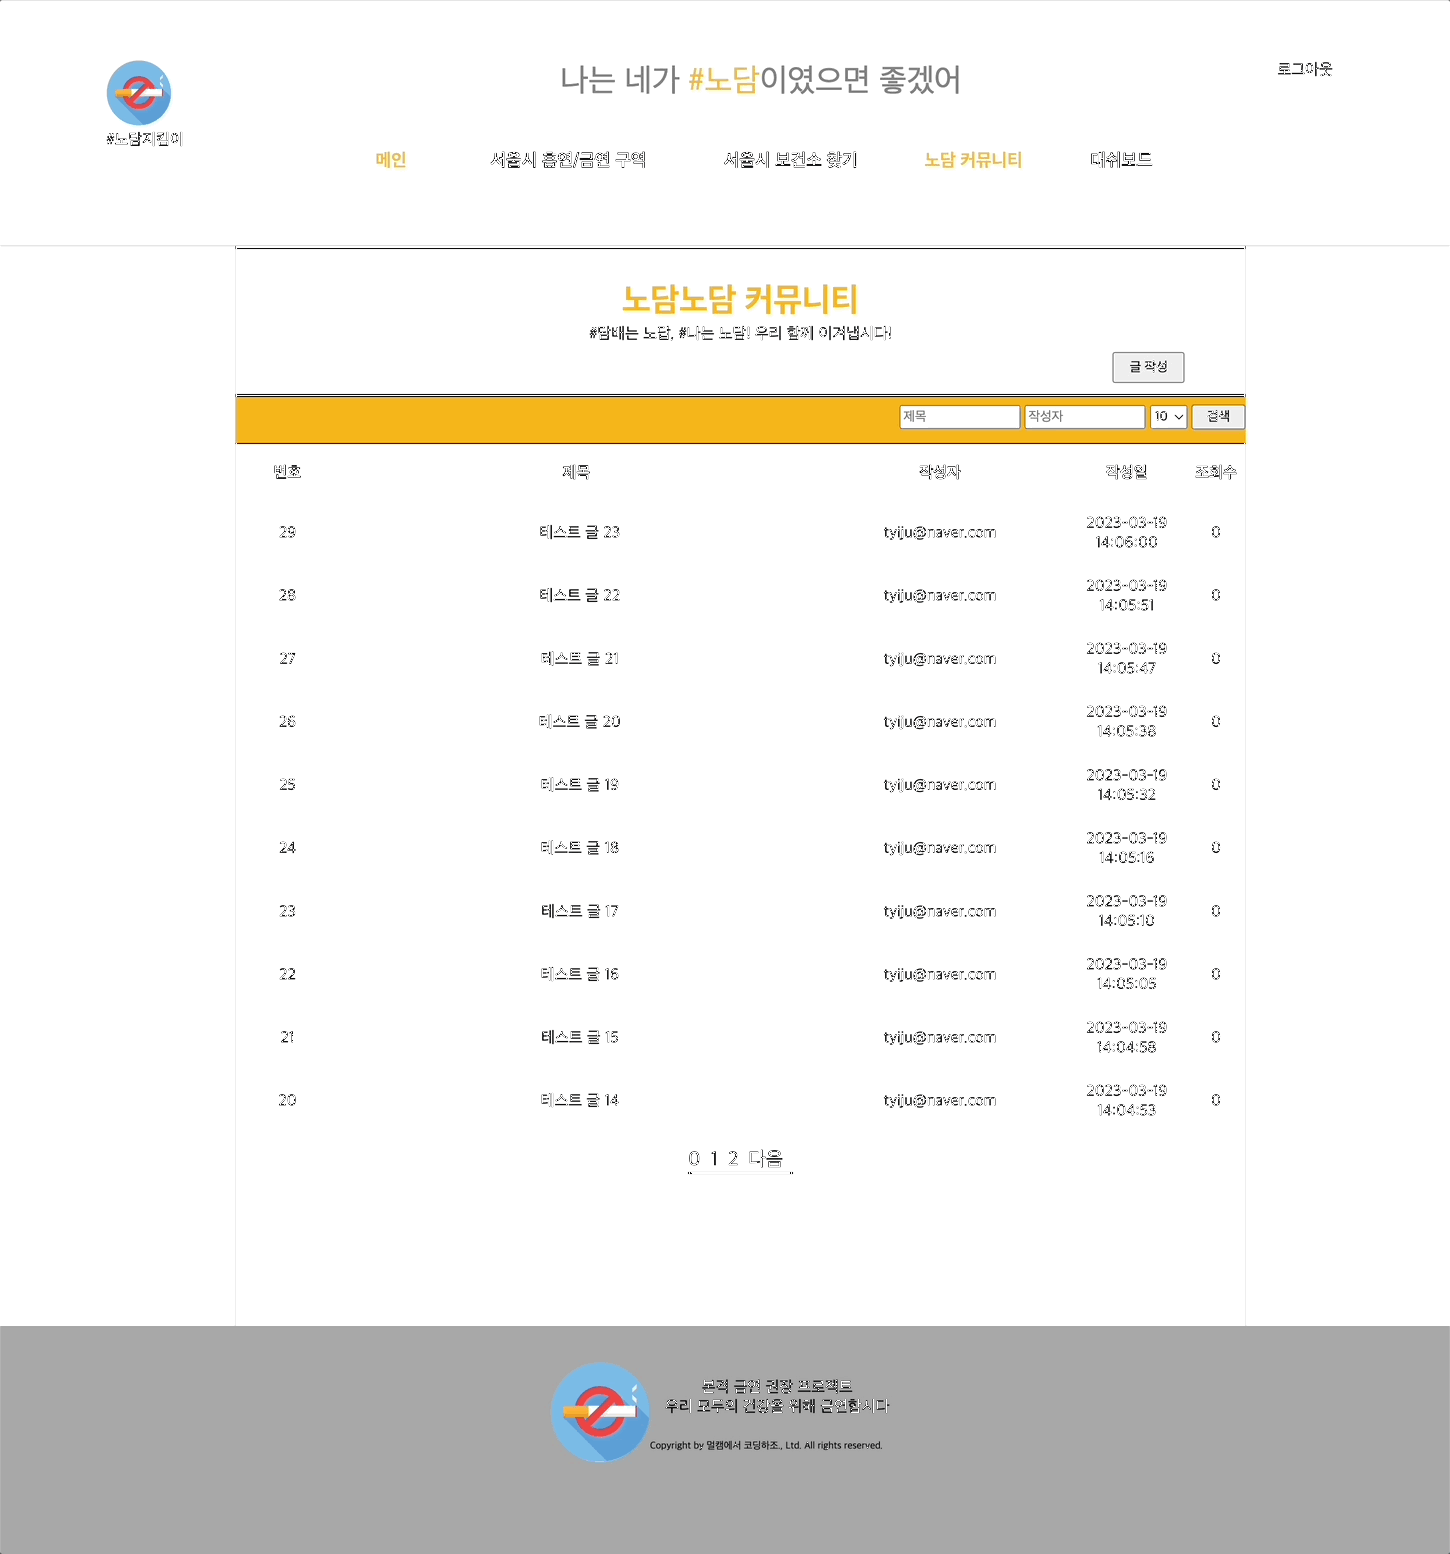 나는 네가 #노담이였으면 좋겠어
로그아웃
#노담지킴이
메인 서울시 흡연/금연 구역 서울시 보건소 찾기 노담 커뮤니티 대쉬보드
노담노담 커뮤니티
#담배는 노답, #나는 노담! 우리 함께 이겨냅시다!
글 작성
제목 작성자 10 검색
번호 제목 작성자 작성일 조회수
29 테스트 글 23 tyiju@naver.com 2023-03-19 14:06:00 0
28 테스트 글 22 tyiju@naver.com 2023-03-19 14:05:51 0
27 테스트 글 21 tyiju@naver.com 2023-03-19 14:05:47 0
26 테스트 글 20 tyiju@naver.com 2023-03-19 14:05:38 0
25 테스트 글 19 tyiju@naver.com 2023-03-19 14:05:32 0
24 테스트 글 18 tyiju@naver.com 2023-03-19 14:05:16 0
23 테스트 글 17 tyiju@naver.com 2023-03-19 14:05:10 0
22 테스트 글 16 tyiju@naver.com 2023-03-19 14:05:05 0
21 테스트 글 15 tyiju@naver.com 2023-03-19 14:04:58 0
20 테스트 글 14 tyiju@naver.com 2023-03-19 14:04:53 0
0 1 2 다음
본격 금연 권장 프로젝트
우리 모두의 건강을 위해 금연합시다
Copyright by 멀캠에서 코딩하조., Ltd. All rights reserved.